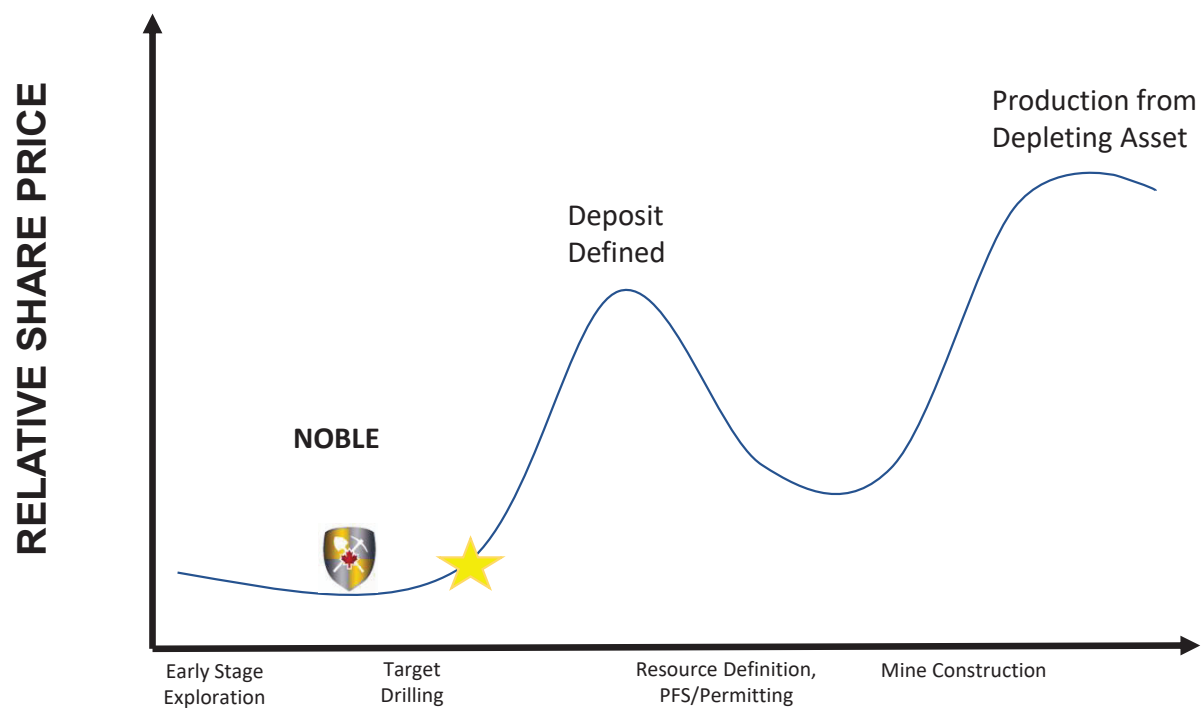 RELATIVE SHARE PRICE
Production from
Depleting Asset
Deposit
Defined
NOBLE
Early Stage
Exploration
Target
Drilling
Resource Definition,
PFS/Permitting
Mine Construction